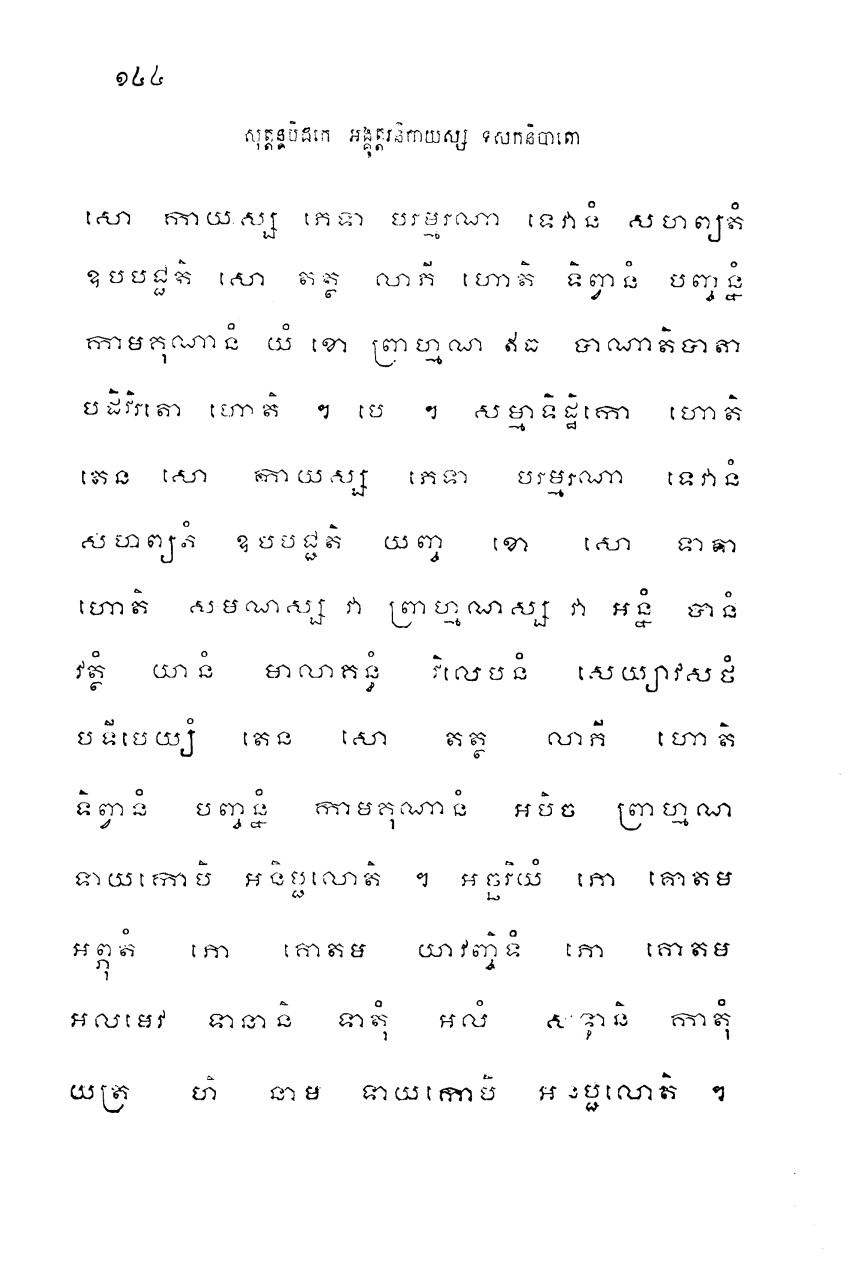 ១៤៤
សុត្តន្តបិដកេ អង្គុត្តរនិកាយស្ស ទសកនិបាតោ
សោ កាយស្ស ភេទា បរម្មរណា ទេវានំ សហព្យតំ
ឧបបជ្ជតិ សោ តត្ថ លាភី ហោតិ ទិព្វានំ បញ្ចន្នំ
កាមគុណានំ យំ ខោ ព្រាហ្មណ ឥធ បាណាតិបាតា
បដិវិរតោ ហោតិ ។ បេ ។ សម្មាទិដ្ឋិកោ ហោតិ
តេន សោ កាយស្ស ភេទា បរម្មរណា ទេវានំ
សហព្យតំ ឧបបជ្ជតិ យញ្ច ខោ សោ ទាតា
ហោតិ សមណស្ស វា ព្រាហ្មណស្ស វា អន្នំ បានំ
វត្ថំ យានំ មាលាគន្ធំ វិលេបនំ សេយ្យាវសថំ
បទីបេយ្យំ តេន សោ តត្ថ លាភី ហោតិ
ទិព្វានំ បញ្ចន្នំ កាមគុណានំ អបិច ព្រាហ្មណ
ទាយកោបិ អនិប្ផលោតិ ។ អច្ឆរិយំ ភោ គោតម
អព្ភុតំ ភោ គោតម យាវញ្ចិទំ ភោ គោតម
អលមេវ ទានានិ ទាតុំ អលំ សទ្ធានិ កាតុំ
យត្រ ហិ នាម ទាយកោបិ អនិប្ផលោតិ ។